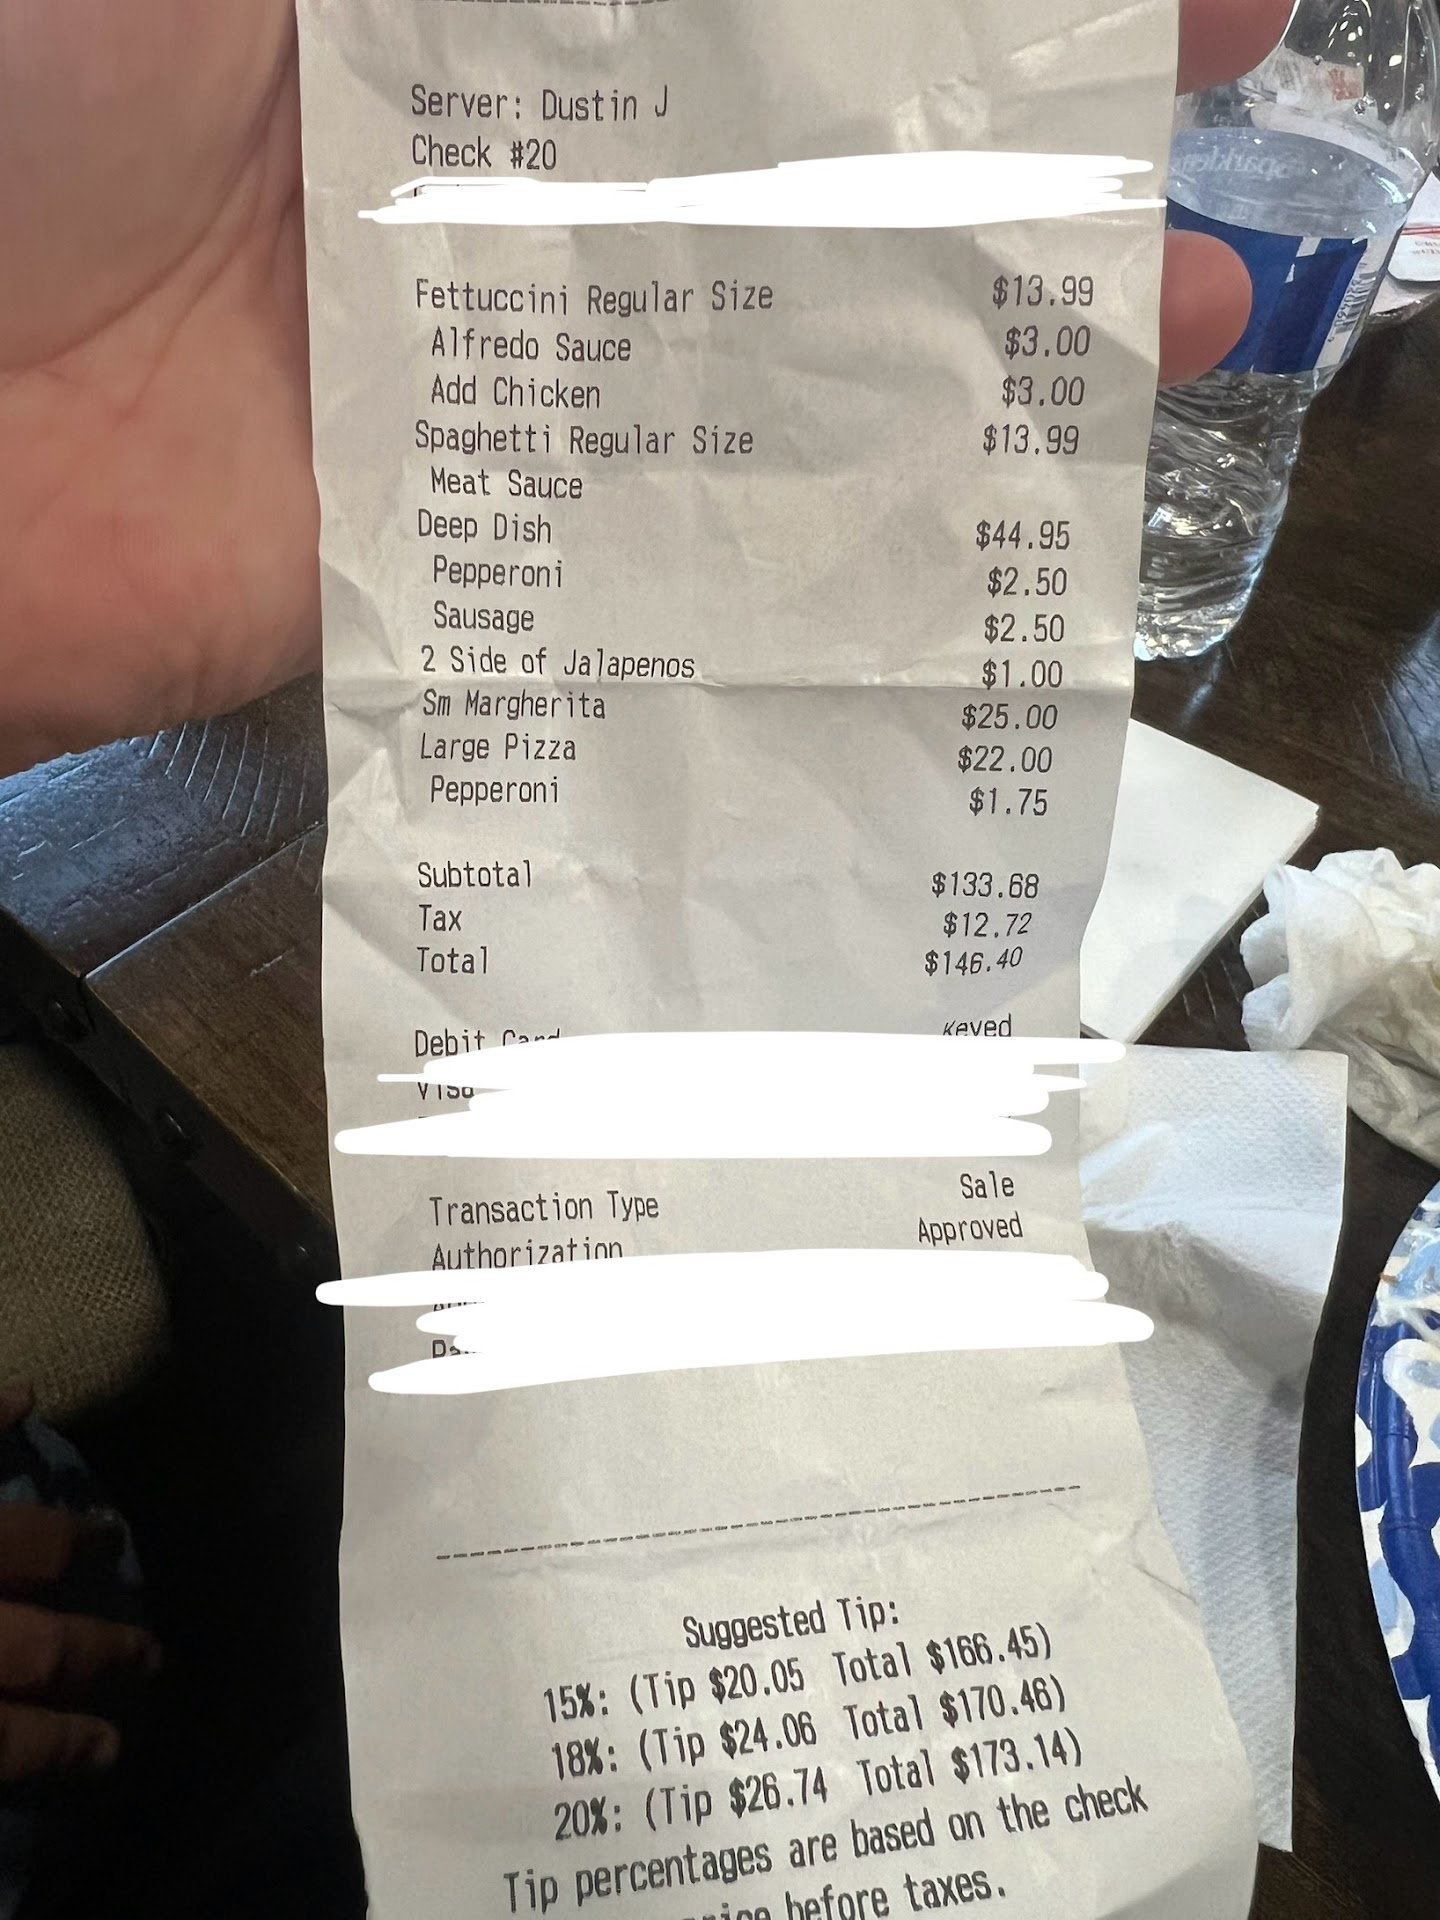 Server: Dustin J
Check #20
Fettuccini Regular Size $13.99
Alfredo Sauce $3.00
Add Chicken $3.00
Spaghetti Regular Size $13.99
Meat Sauce
Deep Dish $44.95
Pepperoni $2.50
Sausage $2.50
2 Side of Jalapenos $1.00
Sm Margherita $25.00
Large Pizza $22.00
Pepperoni $1.75
Subtotal $133.68
Tax $12.72
Total $146.40
Debit Card Keyed
Visa
Transaction Type Sale
Authorization Approved
Suggested Tip:
15%: (Tip $20.05 Total $166.45)
18%: (Tip $24.06 Total $170.46)
20%: (Tip $26.74 Total $173.14)
Tip percentages are based on the check
before taxes.